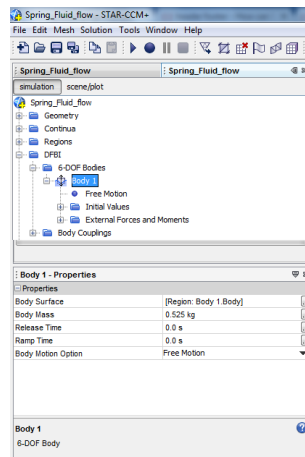 Spring_Fluid_flow - STAR-CCM+
File Edit Mesh Solution Tools Window Help
Spring_Fluid_flow
Spring_Fluid_flow
simulation scene/plot
Spring_Fluid_flow
Geometry
Continua
Regions
DFBI
6-DOF Bodies
Body 1
Free Motion
Initial Values
External Forces and Moments
Body Couplings
Body 1 - Properties
Properties
Body Surface [Region: Body 1.Body]
Body Mass 0.525 kg
Release Time 0.0 s
Ramp Time 0.0 s
Body Motion Option Free Motion
Body 1
6-DOF Body